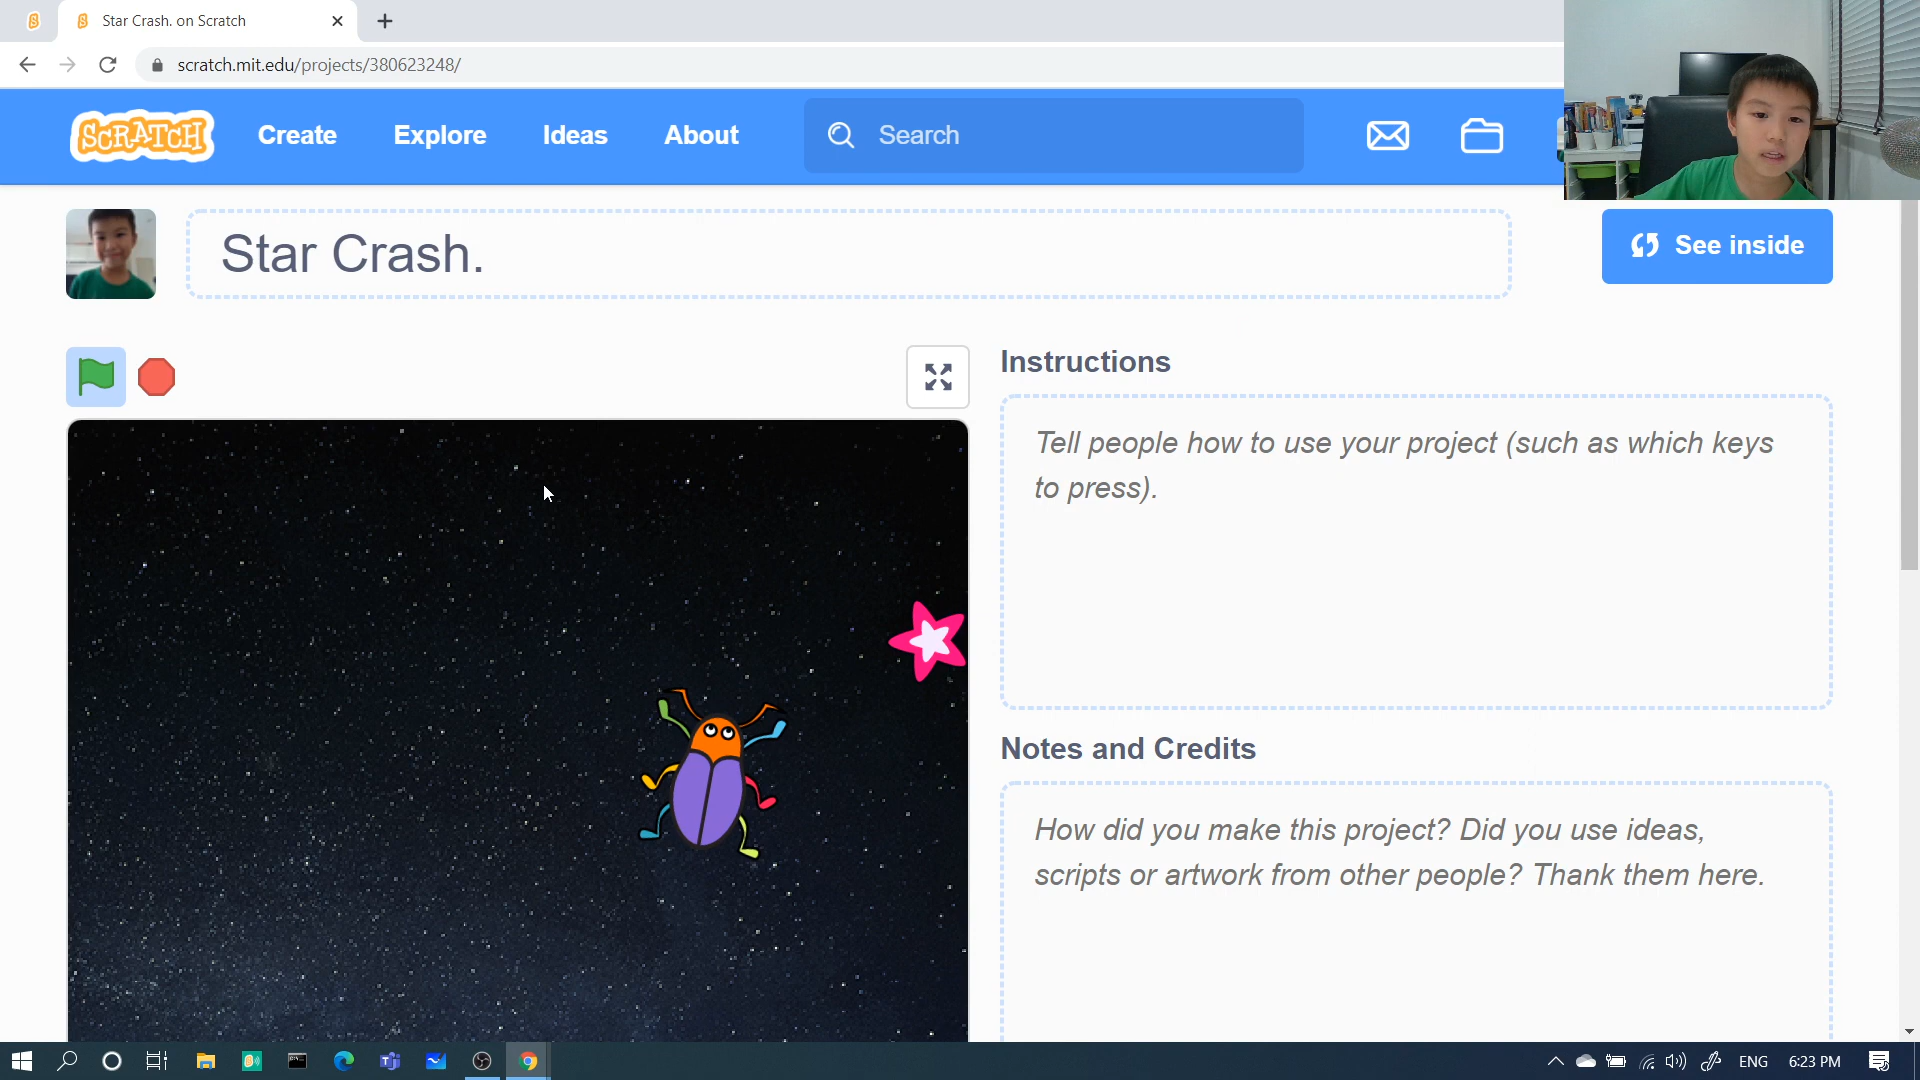 Star Crash. on Scratch
scratch.mit.edu/projects/380623248/
SCRATCH
Create
Explore
Ideas
About
Search
Star Crash.
See inside
Instructions
Tell people how to use your project (such as which keys
to press).
Notes and Credits
How did you make this project? Did you use ideas,
scripts or artwork from other people? Thank them here.
ENG
6:23 PM